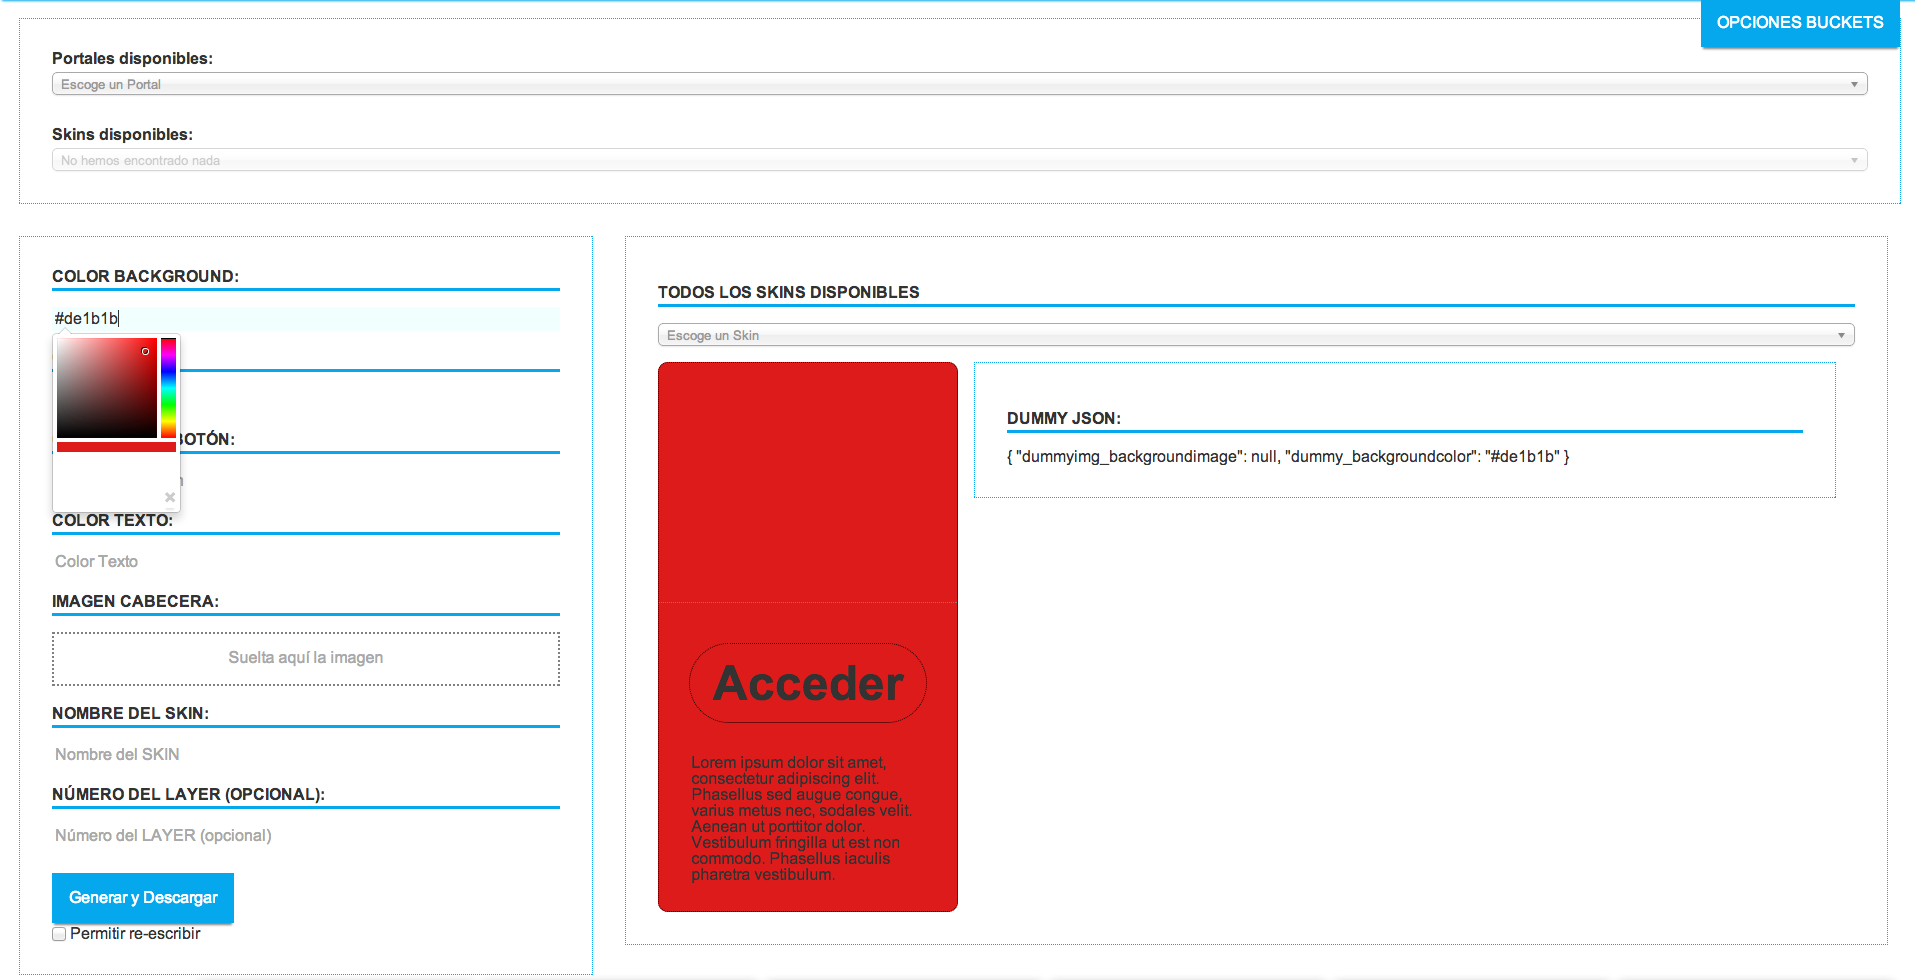 OPCIONES BUCKETS
Portales disponibles:
Escoge un Portal
Skins disponibles:
No hemos encontrado nada
COLOR BACKGROUND:
#de1b1b
BOTÓN:
COLOR TEXTO:
Color Texto
IMAGEN CABECERA:
Suelta aquí la imagen
NOMBRE DEL SKIN:
Nombre del SKIN
NÚMERO DEL LAYER (OPCIONAL):
Número del LAYER (opcional)
Generar y Descargar
Permitir re-escribir
TODOS LOS SKINS DISPONIBLES
Escoge un Skin
Acceder
Lorem ipsum dolor sit amet,
consectetur adipiscing elit.
Phasellus sed augue congue,
varius metus nec, sodales velit.
Aenean ut porttitor dolor.
Vestibulum fringilla ut est non
commodo. Phasellus iaculis
pharetra vestibulum.
DUMMY JSON:
{ "dummyimg_backgroundimage": null, "dummy_backgroundcolor": "#de1b1b" }